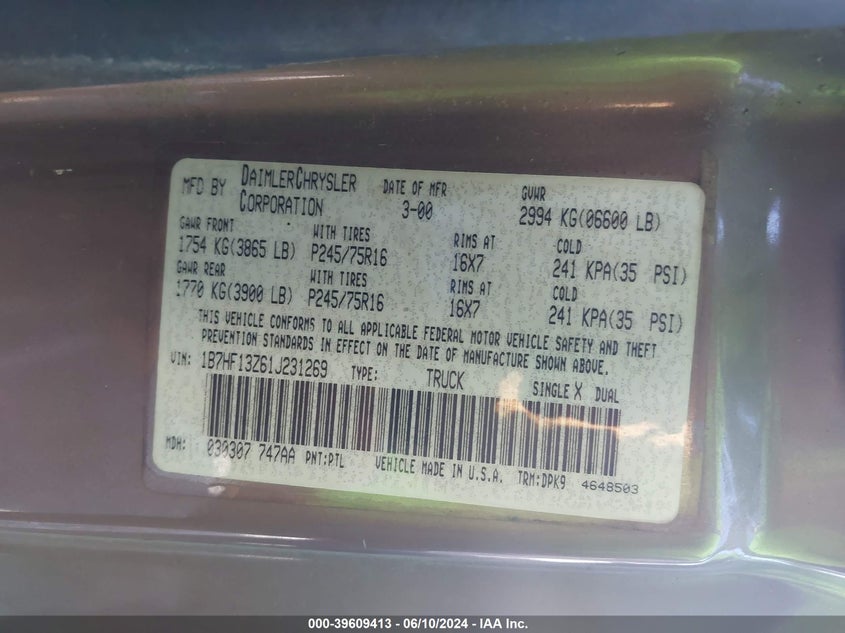 MFD BY DAIMLERCHRYSLER CORPORATION DATE OF MFR 3-00 GVWR 2994 KG(06600 LB)
GAWR FRONT WITH TIRES RIMS AT COLD
1754 KG(3865 LB) P245/75R16 16X7 241 KPA(35 PSI)
GAWR REAR WITH TIRES RIMS AT COLD
1770 KG(3900 LB) P245/75R16 16X7 241 KPA(35 PSI)
THIS VEHICLE CONFORMS TO ALL APPLICABLE FEDERAL MOTOR VEHICLE SAFETY AND THEFT
PREVENTION STANDARDS IN EFFECT ON THE DATE OF MANUFACTURE SHOWN ABOVE.
VIN: 1B7HF13Z61J231269 TYPE: TRUCK SINGLE X DUAL
MDH: 030307 747AA PNT:PTL VEHICLE MADE IN U.S.A. TRM:DPK9 4648503
000-39609413 - 06/10/2024 - IAA Inc.